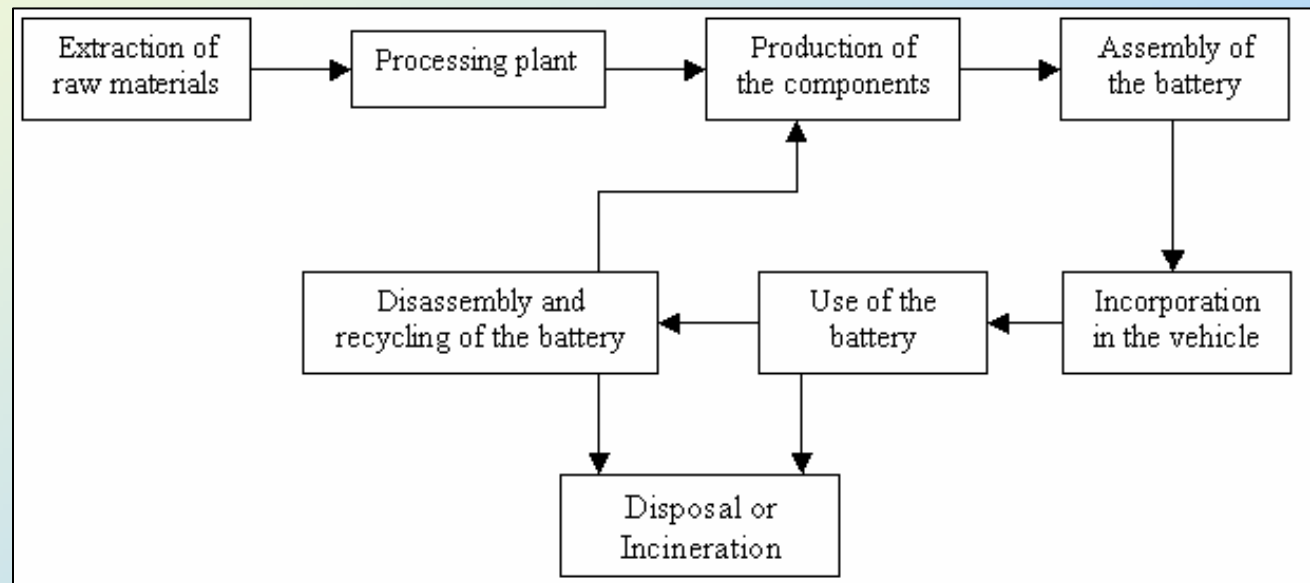 Extraction of
raw materials
Processing plant
Production of
the components
Assembly of
the battery
Disassembly and
recycling of the battery
Use of the
battery
Incorporation
in the vehicle
Disposal or
Incineration